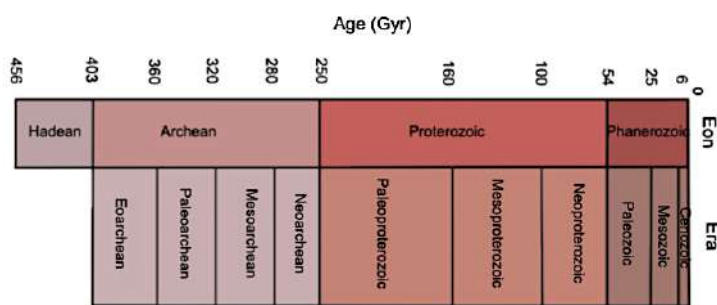 Age (Gyr)
456 403 360 320 280 250 160 100 54 25 6 0
Eon
Hadean Archean Proterozoic Phanerozoic
Era
Eoarchean Paleoarchean Mesoarchean Neoarchean Paleoproterozoic Mesoproterozoic Neoproterozoic Paleozoic Mesozoic Cenozoic